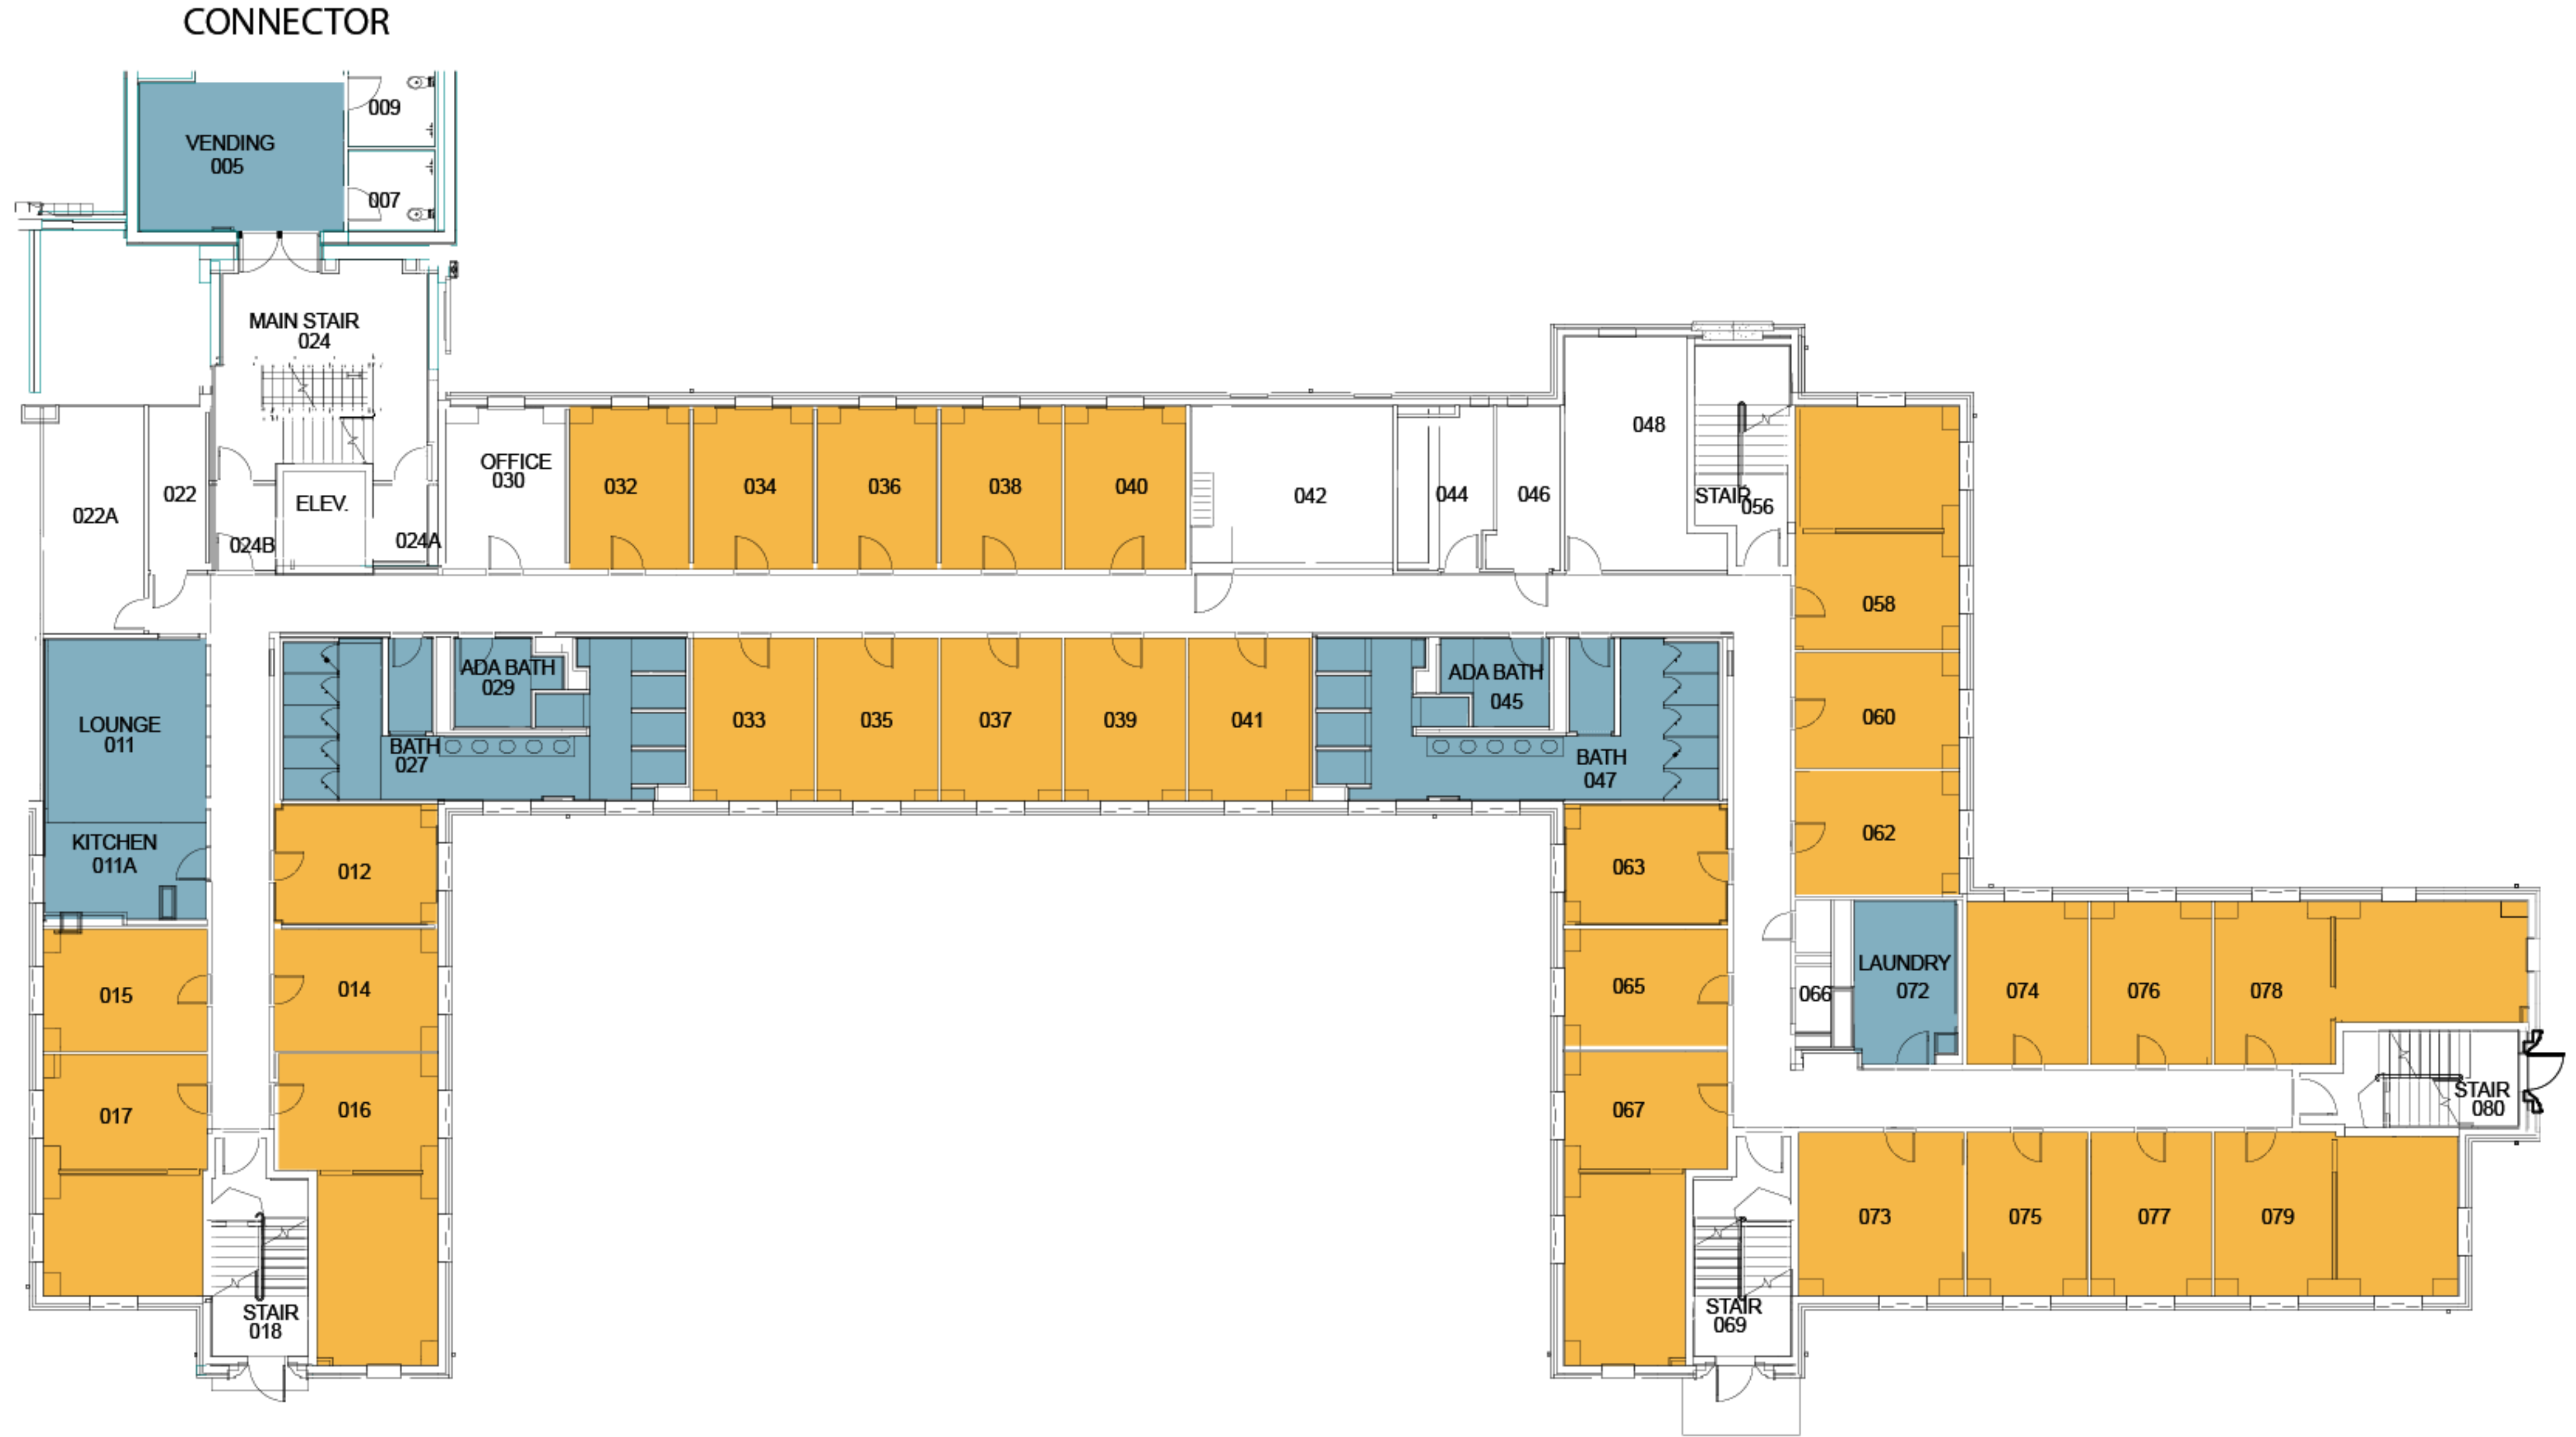 CONNECTOR
009
VENDING
005
007
MAIN STAIR
024
048
OFFICE
030
032
034
036
038
040
042
044
046
STAIR
056
022
022A
ELEV.
024B
024A
058
060
062
LOUNGE
011
KITCHEN
011A
ADA BATH
029
BATH
027
033
035
037
039
041
ADA BATH
045
BATH
047
012
014
015
016
017
STAIR
018
063
065
067
066
LAUNDRY
072
074
076
078
STAIR
080
STAIR
069
073
075
077
079